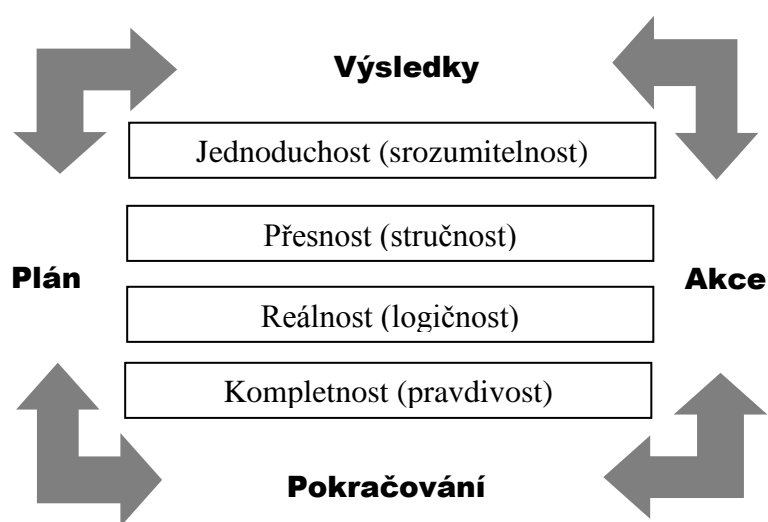 Výsledky
Jednoduchost (srozumitelnost)
Přesnost (stručnost)
Plán
Akce
Reálnost (logičnost)
Kompletnost (pravdivost)
Pokračování